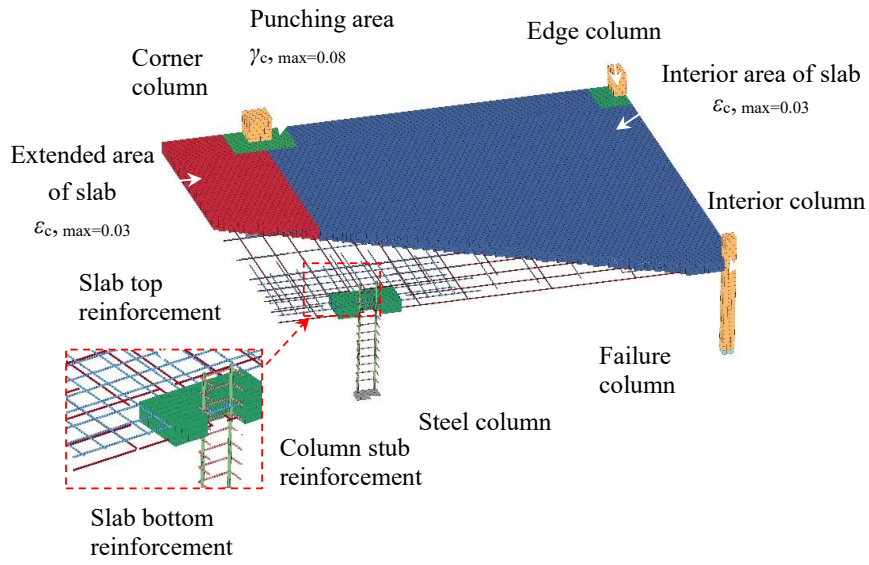 Punching area
γc, max=0.08
Edge column
Corner
column
Interior area of slab
εc, max=0.03
Extended area
of slab
εc, max=0.03
Interior column
Slab top
reinforcement
Failure
column
Steel column
Column stub
reinforcement
Slab bottom
reinforcement